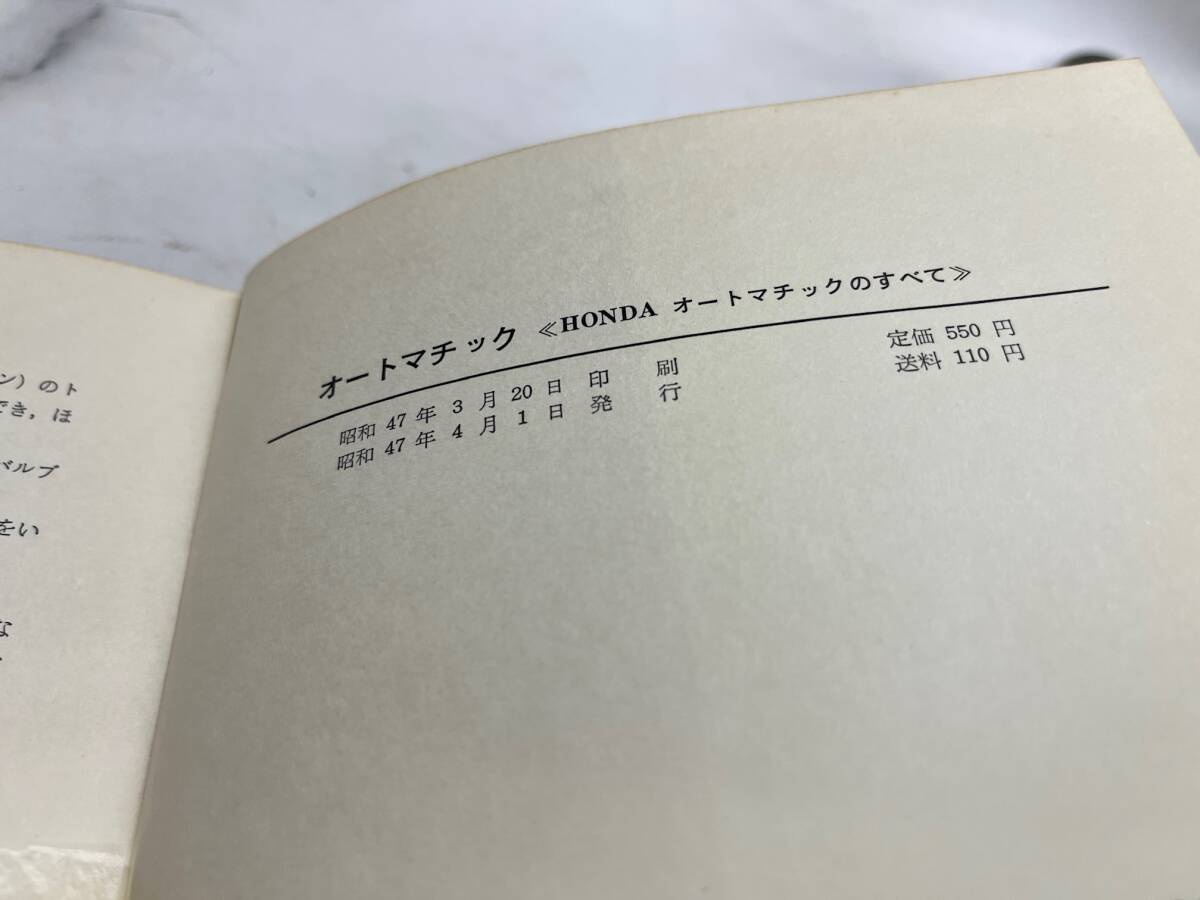 ン)のト
でき，ほ
バルブ
をい
な
オートマチック ≪HONDA オートマチックのすべて≫
昭和 47 年 3 月 20 日 印 刷
昭和 47 年 4 月 1 日 発 行
定価 550 円
送料 110 円